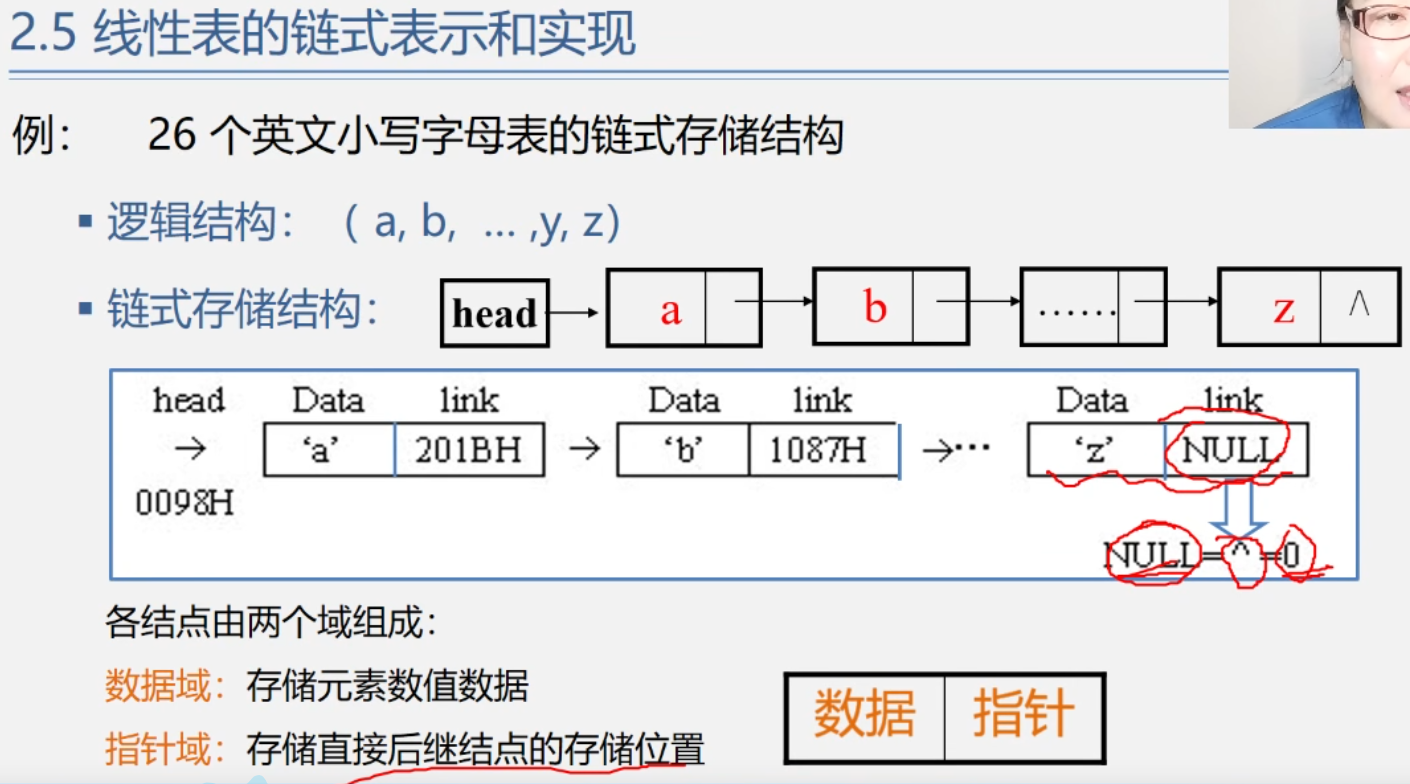 2.5 线性表的链式表示和实现
例： 26 个英文小写字母表的链式存储结构
▪ 逻辑结构： ( a, b, … ,y, z)
▪ 链式存储结构： head a b …… z ^
head Data link Data link Data link
→ ‘a’ 201BH → ‘b’ 1087H →… ‘z’ NULL
0098H
NULL=^=0
各结点由两个域组成：
数据域：存储元素数值数据
数据 指针
指针域：存储直接后继结点的存储位置